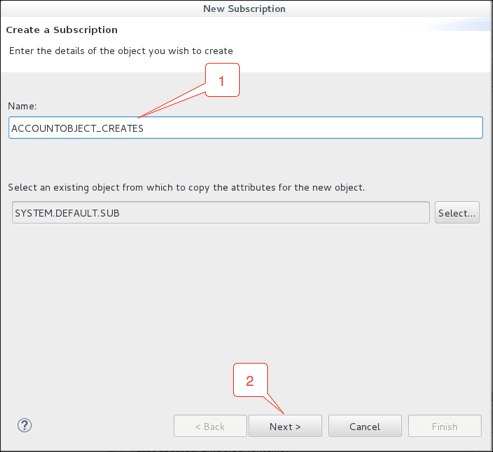 New Subscription
Create a Subscription
Enter the details of the object you wish to create
1
Name:
ACCOUNTOBJECT_CREATES
Select an existing object from which to copy the attributes for the new object.
SYSTEM.DEFAULT.SUB
Select...
2
?
< Back
Next >
Cancel
Finish